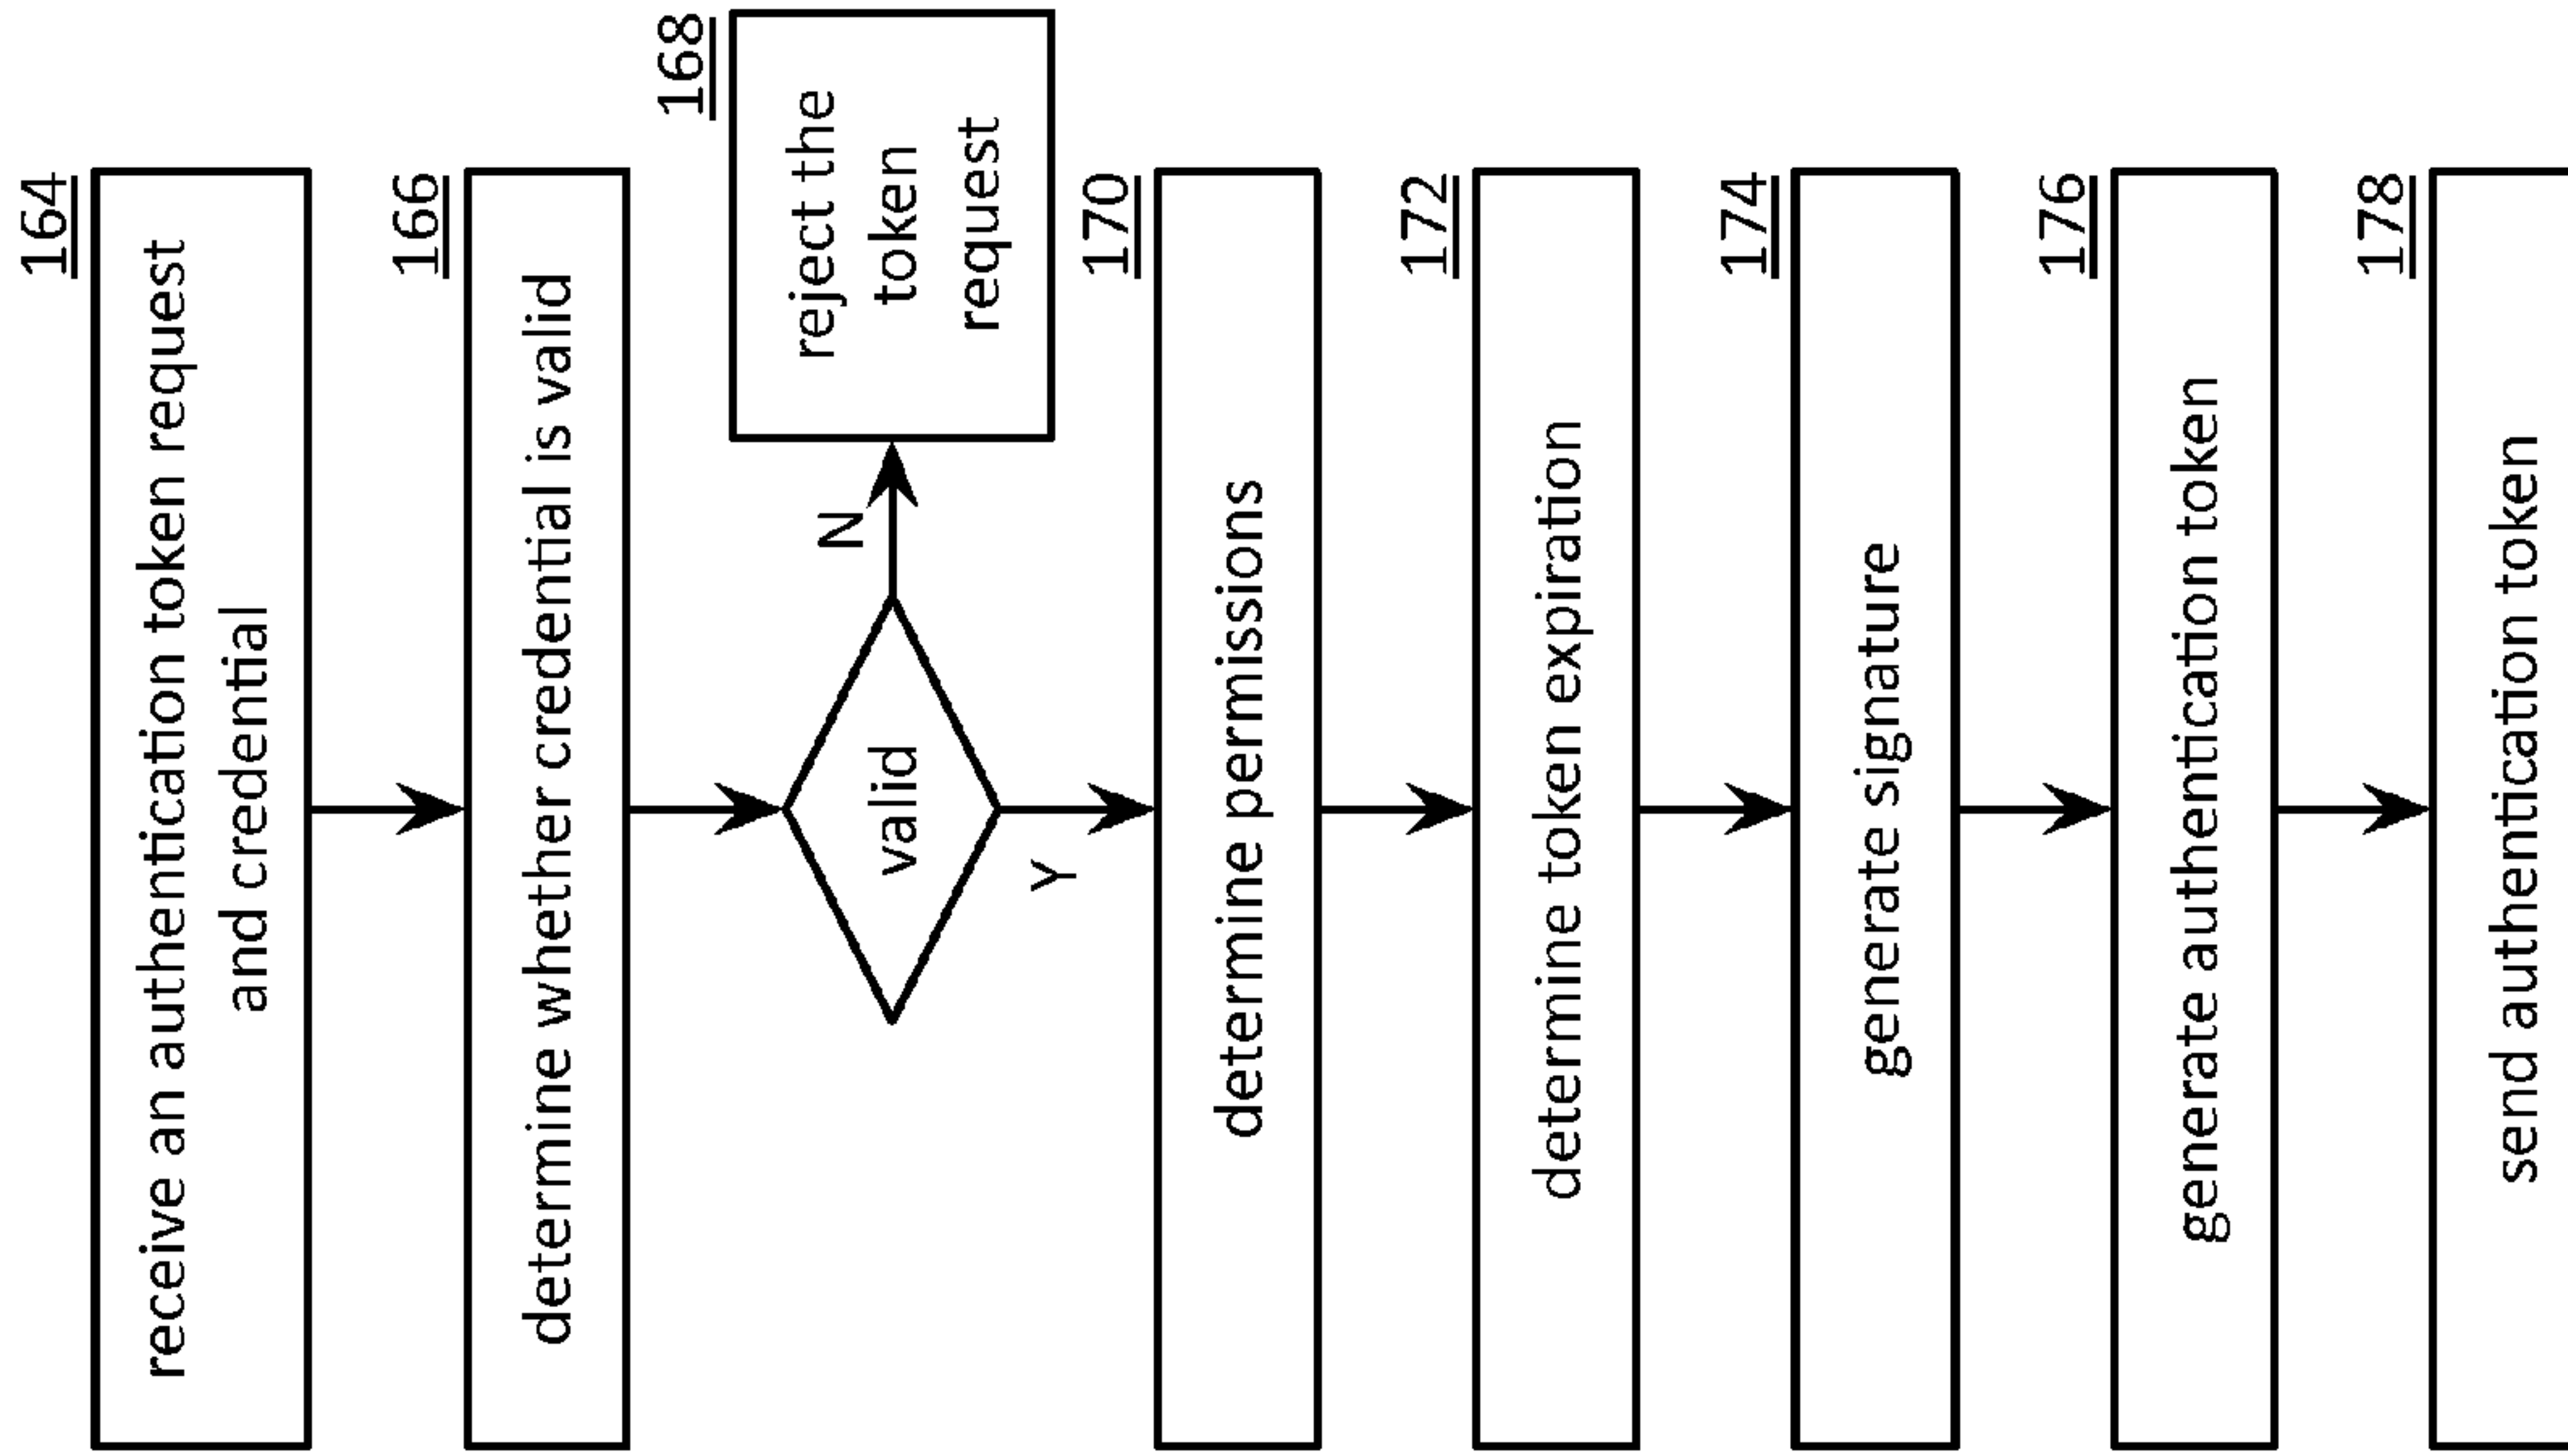 164
receive an authentication token request
and credential
166
determine whether credential is valid
valid
N
168
reject the
token
request
Y
170
determine permissions
172
determine token expiration
174
generate signature
176
generate authentication token
178
send authentication token